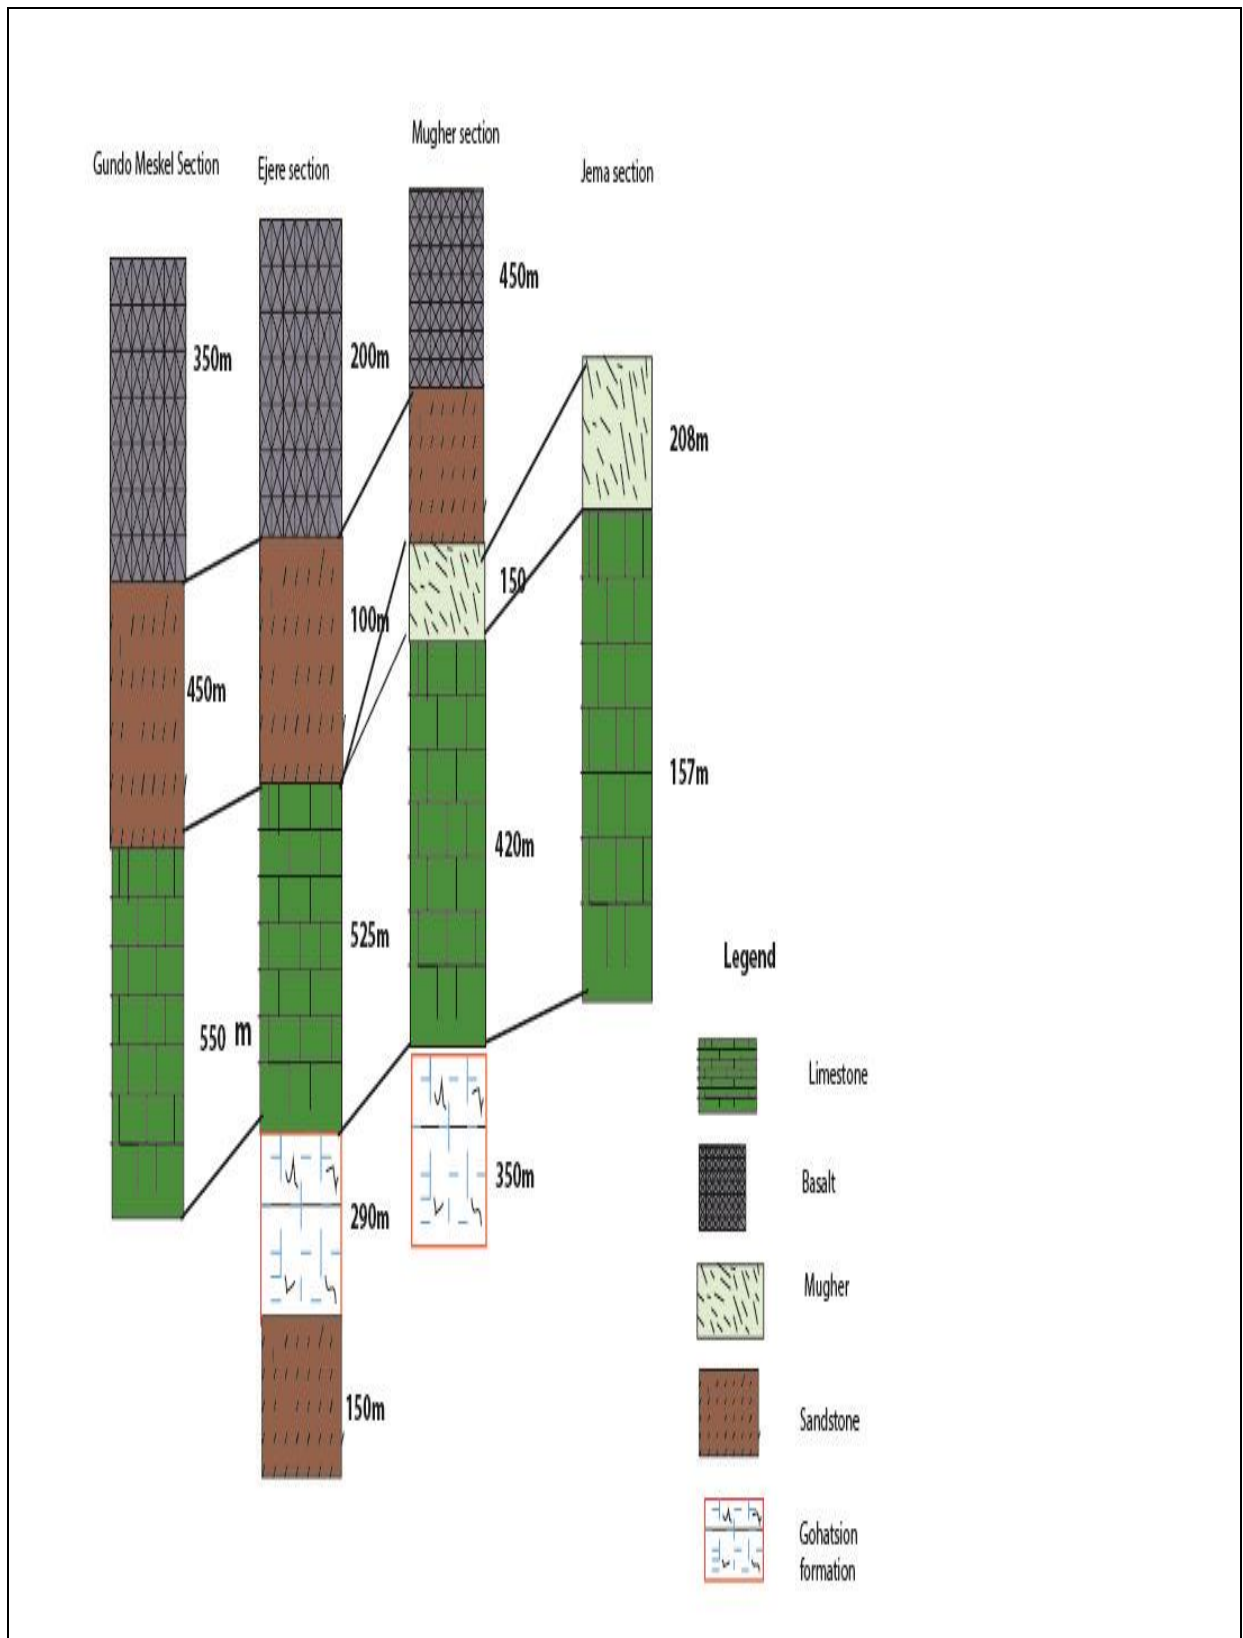 Gundo Meskel Section
Ejere section
Mugher section
Jema section
350m
450m
550 m
200m
100m
525m
290m
150m
450m
150
420m
350m
208m
157m
Legend
Limestone
Basalt
Mugher
Sandstone
Gohatsion
formation